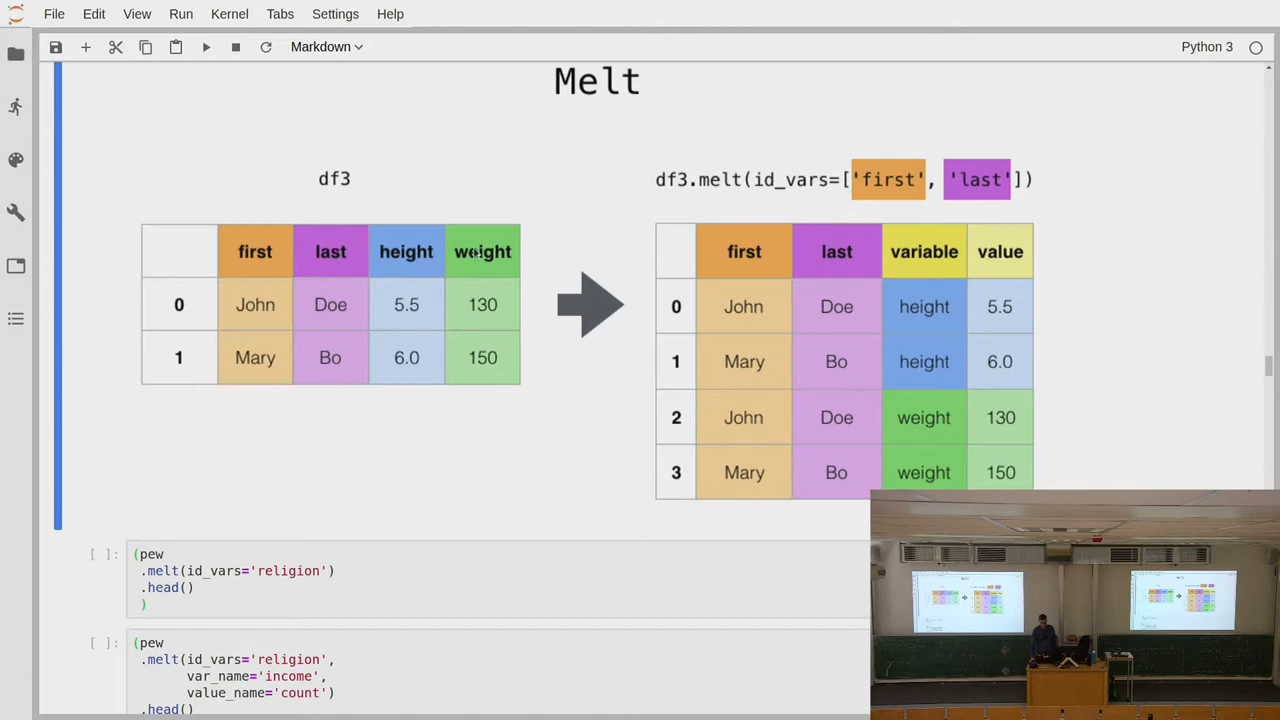 File Edit View Run Kernel Tabs Settings Help
Markdown Python 3
Melt
df3
df3.melt(id_vars=['first', 'last'])
first last height weight
0 John Doe 5.5 130
1 Mary Bo 6.0 150
first last variable value
0 John Doe height 5.5
1 Mary Bo height 6.0
2 John Doe weight 130
3 Mary Bo weight 150
[ ]: (pew
.melt(id_vars='religion')
.head()
)
[ ]: (pew
.melt(id_vars='religion',
var_name='income',
value_name='count')
.head()